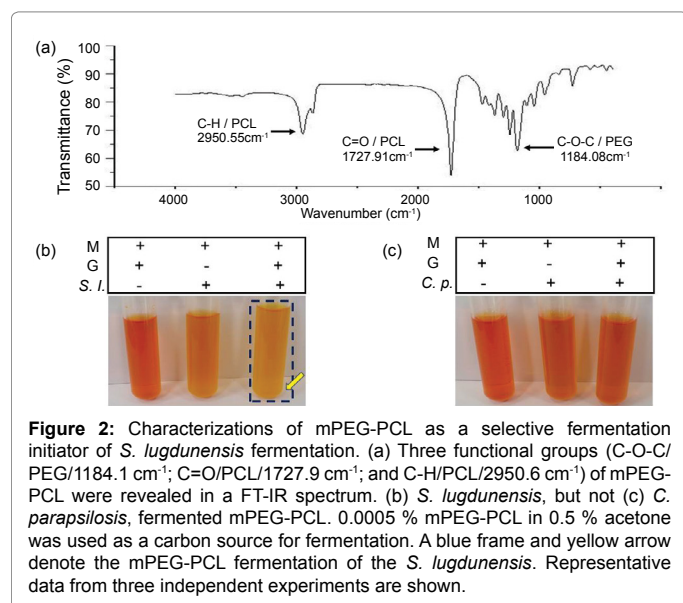 (a)
100
90
80
70
60
50
Transmittance (%)
C-H / PCL
2950.55cm-1
C=O / PCL
1727.91cm-1
C-O-C / PEG
1184.08cm-1
4000 3000 2000 1000
Wavenumber (cm-1)
(b)
M + + +
G + - +
S. l. - + +
(c)
M + + +
G + - +
C. p. - + +
Figure 2: Characterizations of mPEG-PCL as a selective fermentation
initiator of S. lugdunensis fermentation. (a) Three functional groups (C-O-C/
PEG/1184.1 cm-1; C=O/PCL/1727.9 cm-1; and C-H/PCL/2950.6 cm-1) of mPEG-
PCL were revealed in a FT-IR spectrum. (b) S. lugdunensis, but not (c) C.
parapsilosis, fermented mPEG-PCL. 0.0005 % mPEG-PCL in 0.5 % acetone
was used as a carbon source for fermentation. A blue frame and yellow arrow
denote the mPEG-PCL fermentation of the S. lugdunensis. Representative
data from three independent experiments are shown.